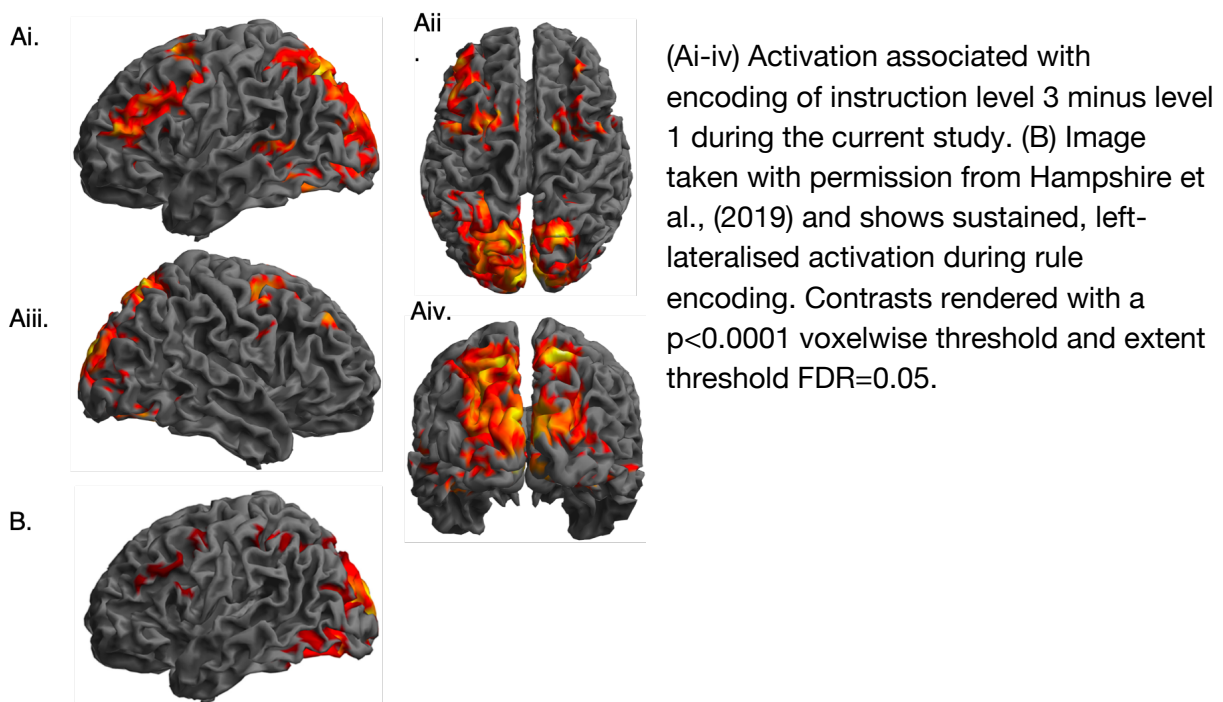 Ai.
Aii
.
Aiii.
Aiv.
B.
(Ai-iv) Activation associated with
encoding of instruction level 3 minus level
1 during the current study. (B) Image
taken with permission from Hampshire et
al., (2019) and shows sustained, left-
lateralised activation during rule
encoding. Contrasts rendered with a
p<0.0001 voxelwise threshold and extent
threshold FDR=0.05.